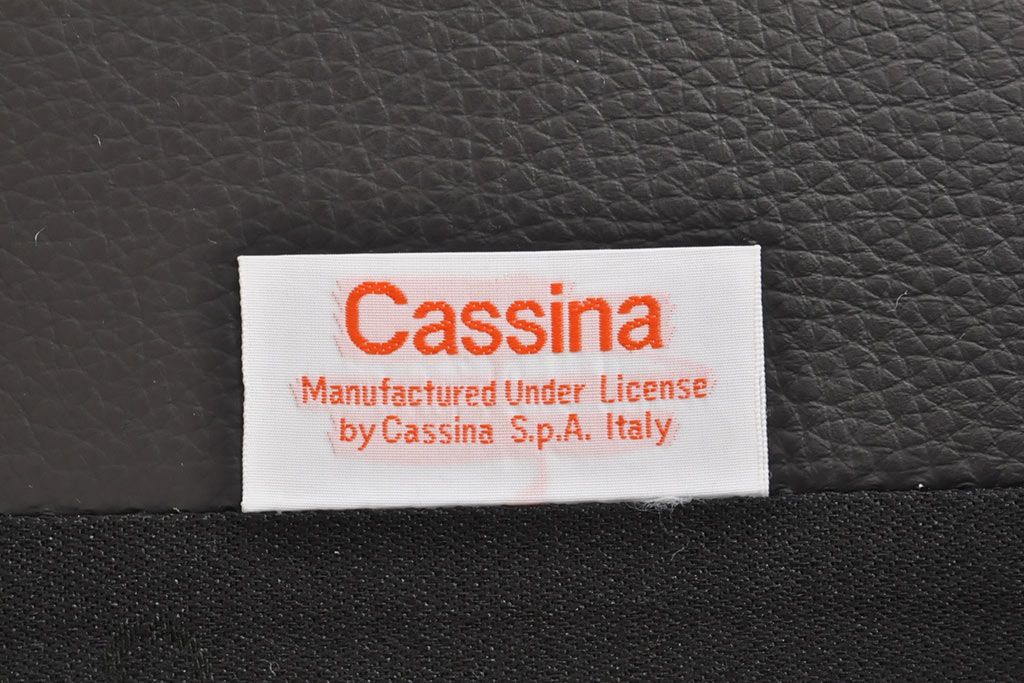 Cassina
Manufactured Under License
by Cassina S.p.A. Italy